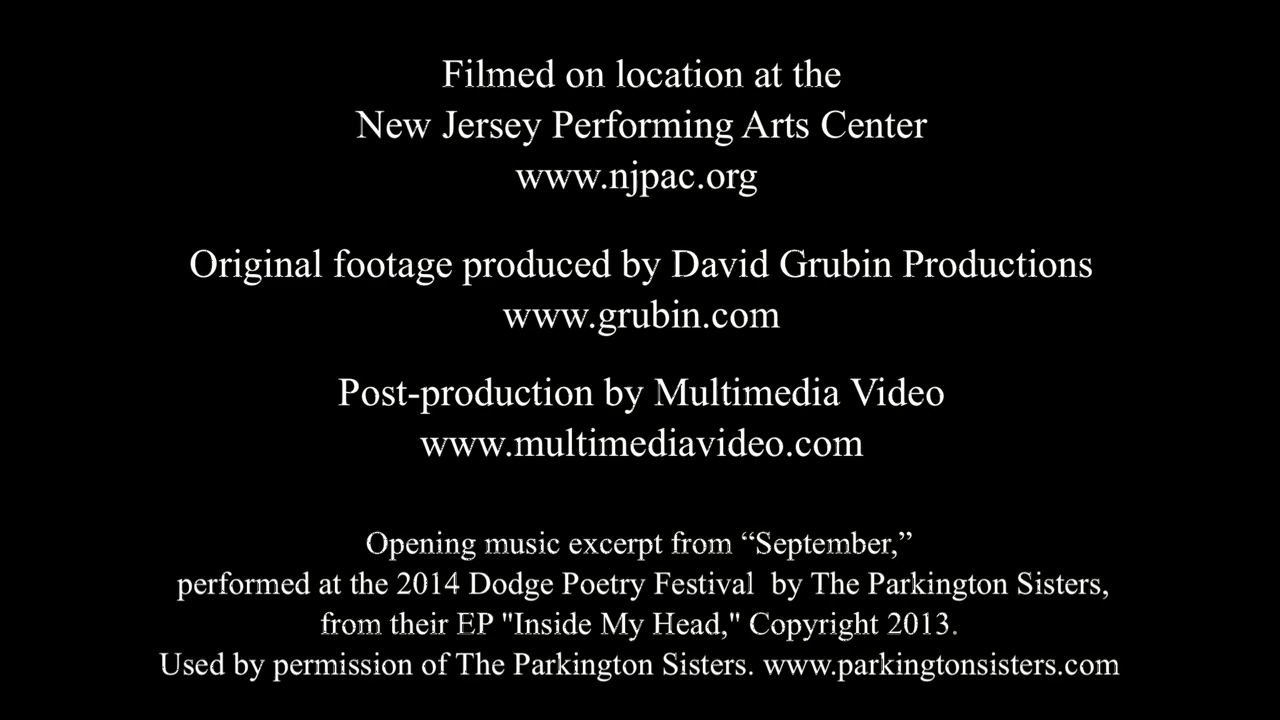 Filmed on location at the
New Jersey Performing Arts Center
www.njpac.org
Original footage produced by David Grubin Productions
www.grubin.com
Post-production by Multimedia Video
www.multimediavideo.com
Opening music excerpt from “September,”
performed at the 2014 Dodge Poetry Festival  by The Parkington Sisters,
from their EP "Inside My Head," Copyright 2013.
Used by permission of The Parkington Sisters. www.parkingtonsisters.com